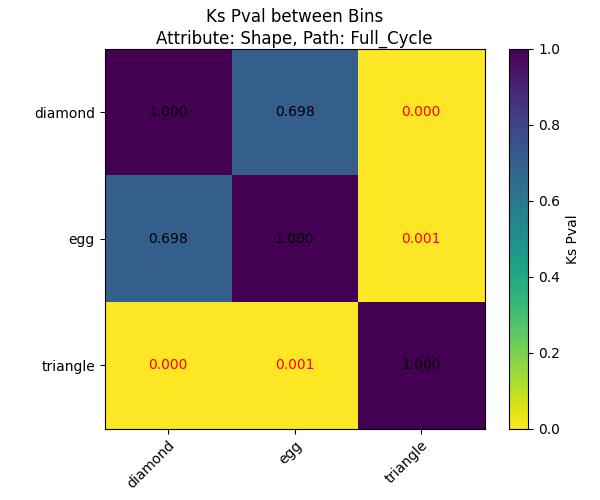 Ks Pval between Bins
Attribute: Shape, Path: Full_Cycle
diamond
1.000
0.698
0.000
egg
0.698
1.000
0.001
triangle
0.000
0.001
1.000
diamond
egg
triangle
1.0
0.8
0.6
0.4
0.2
0.0
Ks Pval